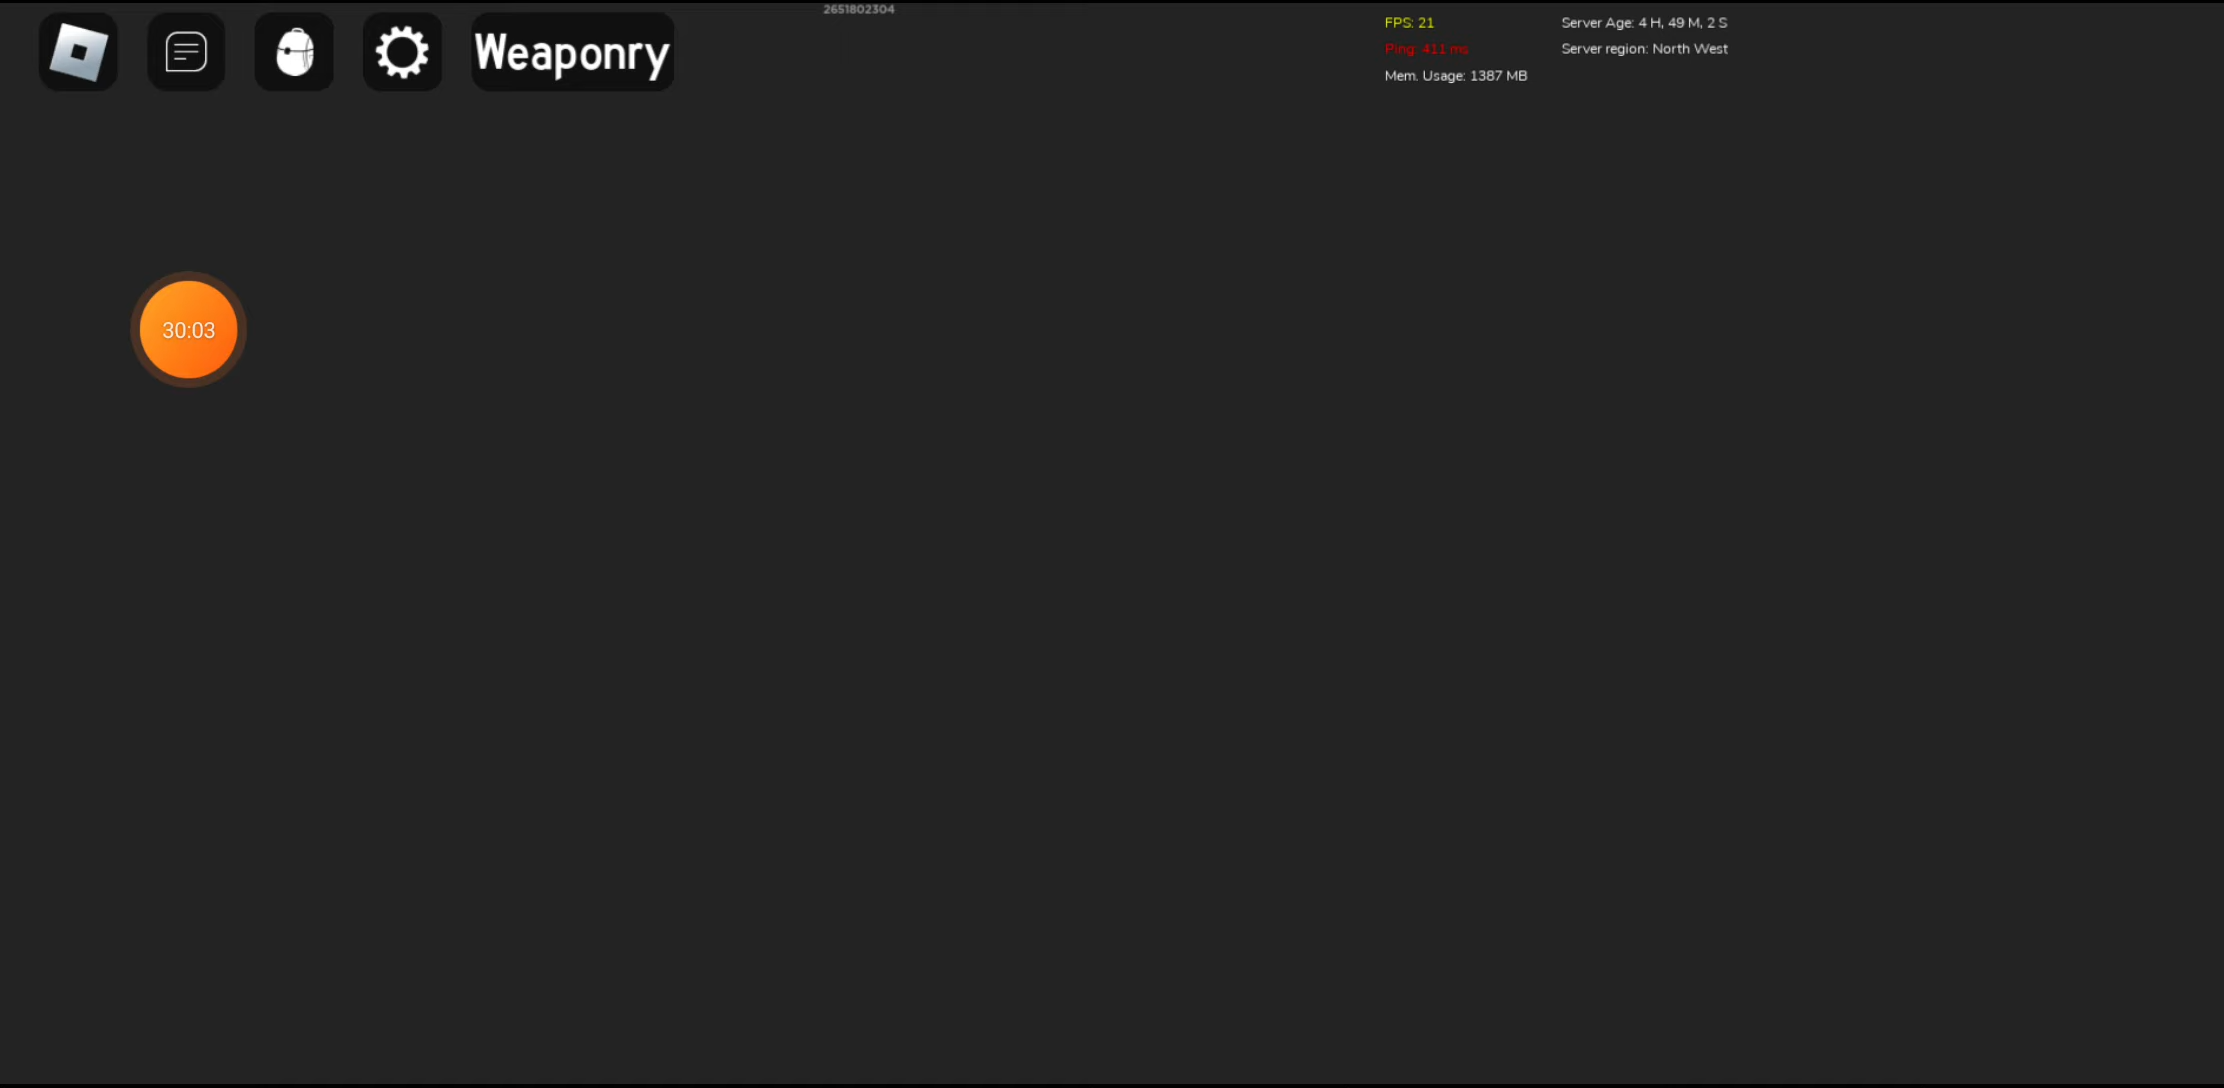 2651802304
Weaponry
FPS: 21
Ping: 411 ms
Mem. Usage: 1387 MB
Server Age: 4 H, 49 M, 2 S
Server region: North West
30:03